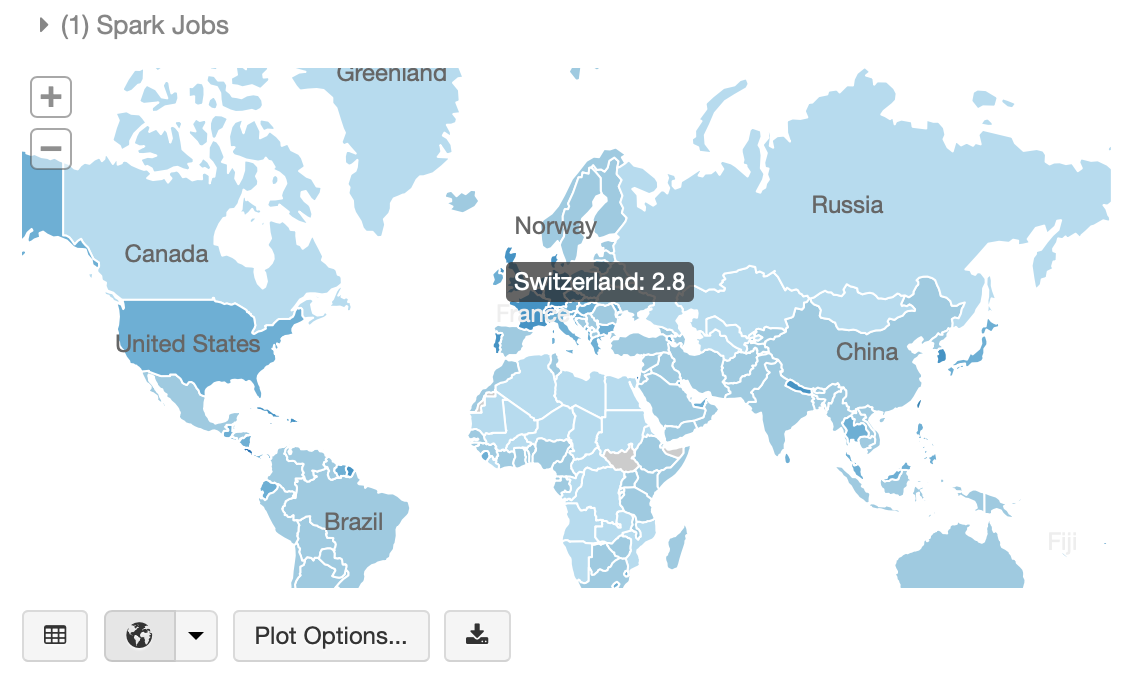 (1) Spark Jobs
Greenland
+
−
Russia
Norway
Canada
Switzerland: 2.8
France
United States
China
Brazil
Fiji
Plot Options...